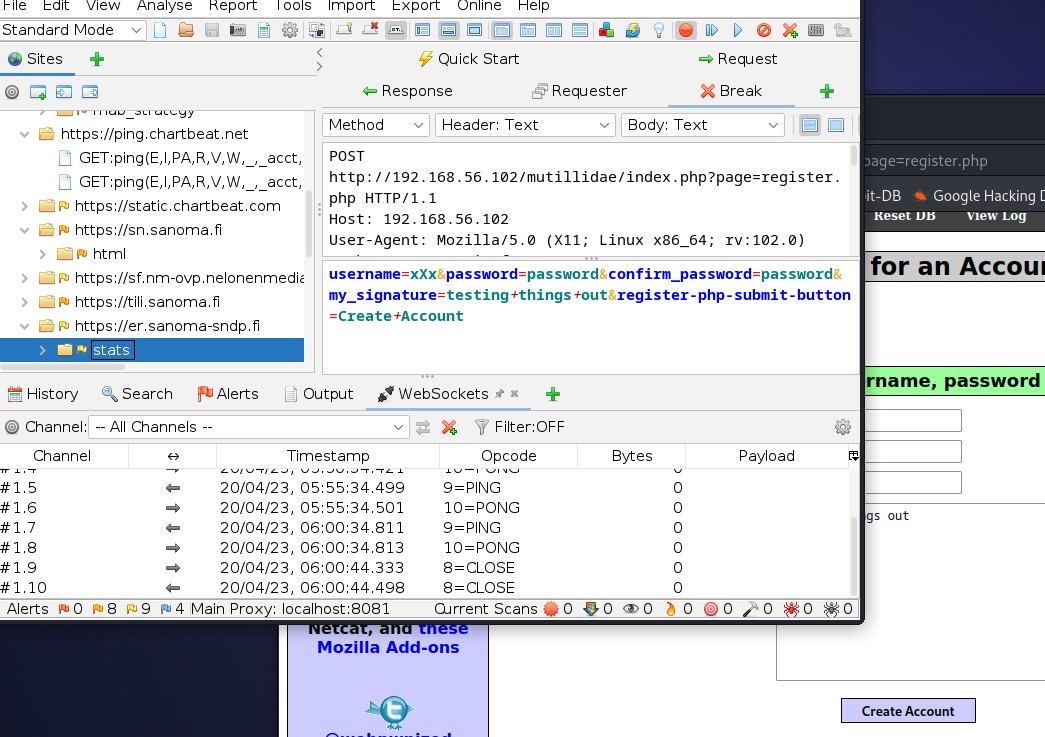 File Edit View Analyse Report Tools Import Export Online Help
Standard Mode
Sites
Quick Start
Request
Response
Requester
Break
Method
Header: Text
Body: Text
mab_strategy
https://ping.chartbeat.net
GET:ping(E,I,PA,R,V,W,_,_acct,
GET:ping(E,I,PA,R,V,W,_,_acct,
https://static.chartbeat.com
https://sn.sanoma.fi
html
https://sf.nm-ovp.nelonenmedia
https://tili.sanoma.fi
https://er.sanoma-sndp.fi
stats
POST
http://192.168.56.102/mutillidae/index.php?page=register.
php HTTP/1.1
Host: 192.168.56.102
User-Agent: Mozilla/5.0 (X11; Linux x86_64; rv:102.0)
username=xXx&password=password&confirm_password=password&
my_signature=testing+things+out&register-php-submit-button
=Create+Account
History
Search
Alerts
Output
WebSockets
Channel: -- All Channels --
Filter:OFF
Channel ↔ Timestamp Opcode Bytes Payload
#1.4 → 20/04/23, 05:50:34.421 10=PONG 0
#1.5 ← 20/04/23, 05:55:34.499 9=PING 0
#1.6 → 20/04/23, 05:55:34.501 10=PONG 0
#1.7 ← 20/04/23, 06:00:34.811 9=PING 0
#1.8 → 20/04/23, 06:00:34.813 10=PONG 0
#1.9 → 20/04/23, 06:00:44.333 8=CLOSE 0
#1.10 ← 20/04/23, 06:00:44.498 8=CLOSE 0
Alerts 0 8 9 4 Main Proxy: localhost:8081 Current Scans 0 0 0 0 0 0 0 0
page=register.php
it-DB Google Hacking D
Reset DB View Log
for an Accou
rname, password
gs out
Netcat, and these
Mozilla Add-ons
@webpwnized
Create Account